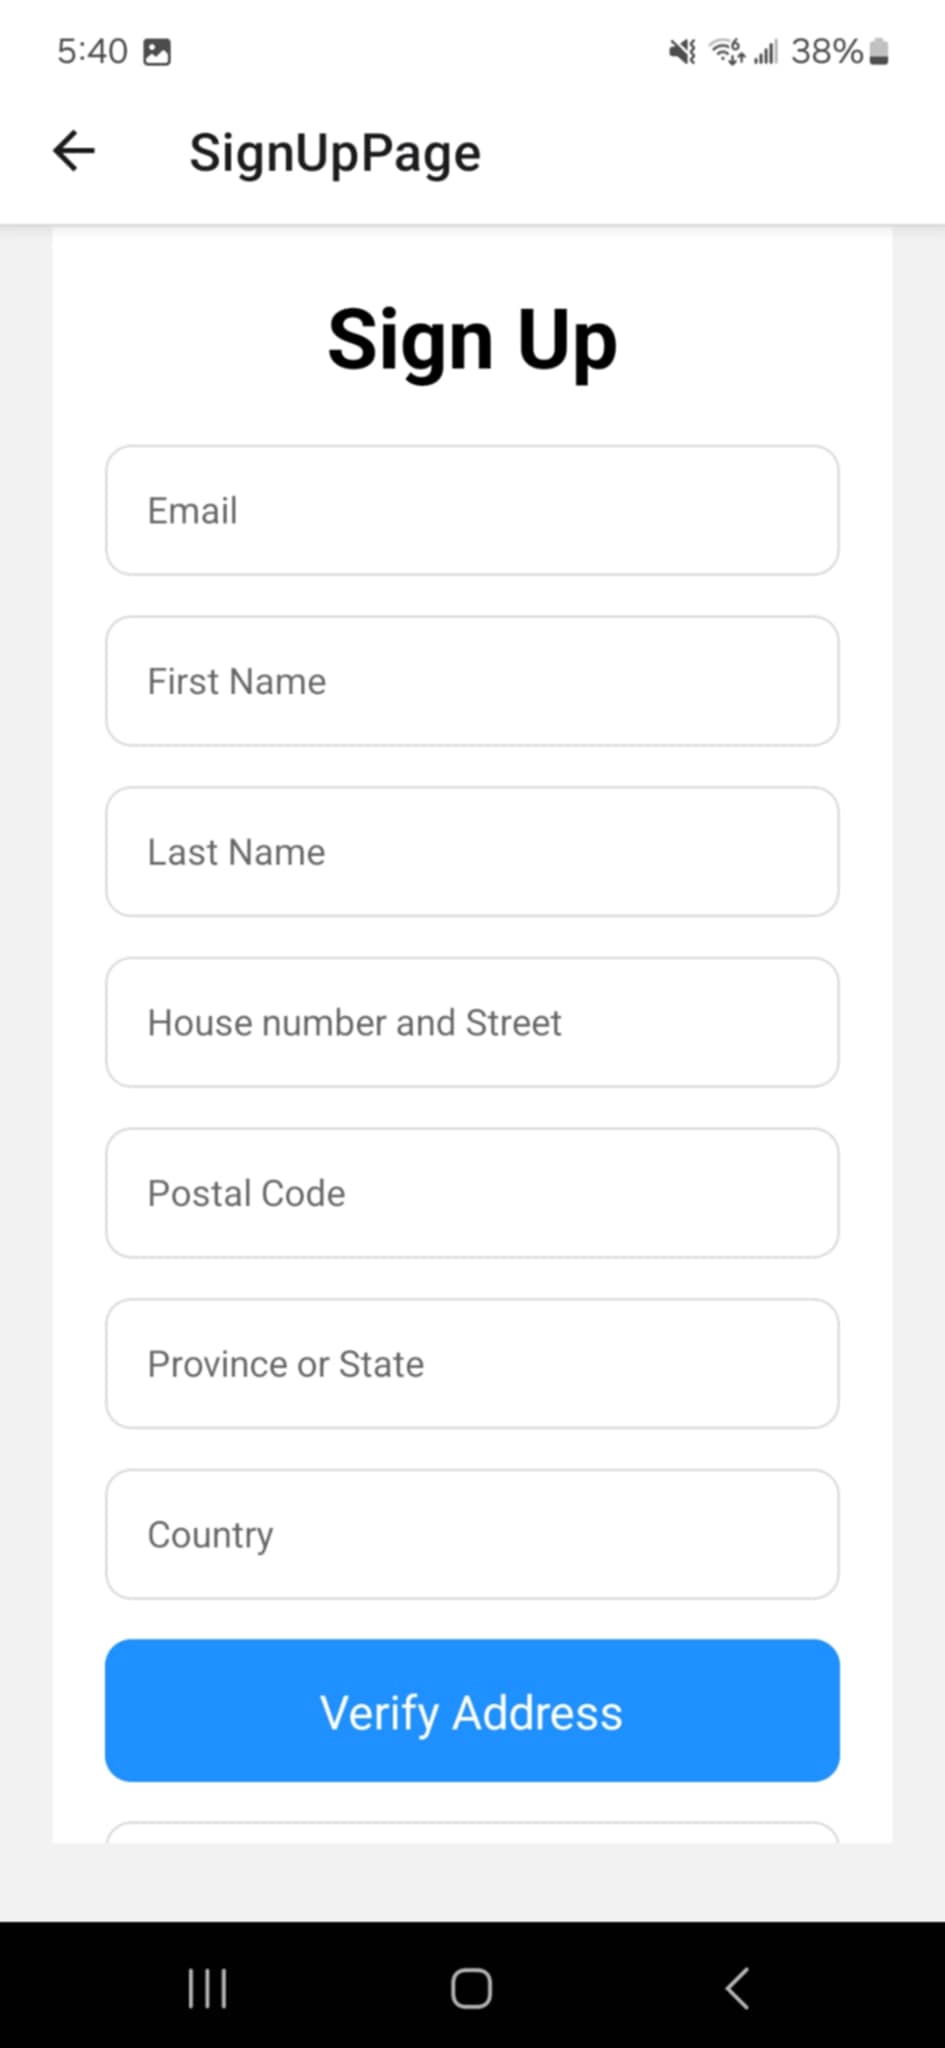 5:40 38%
SignUpPage
Sign Up
Email
First Name
Last Name
House number and Street
Postal Code
Province or State
Country
Verify Address